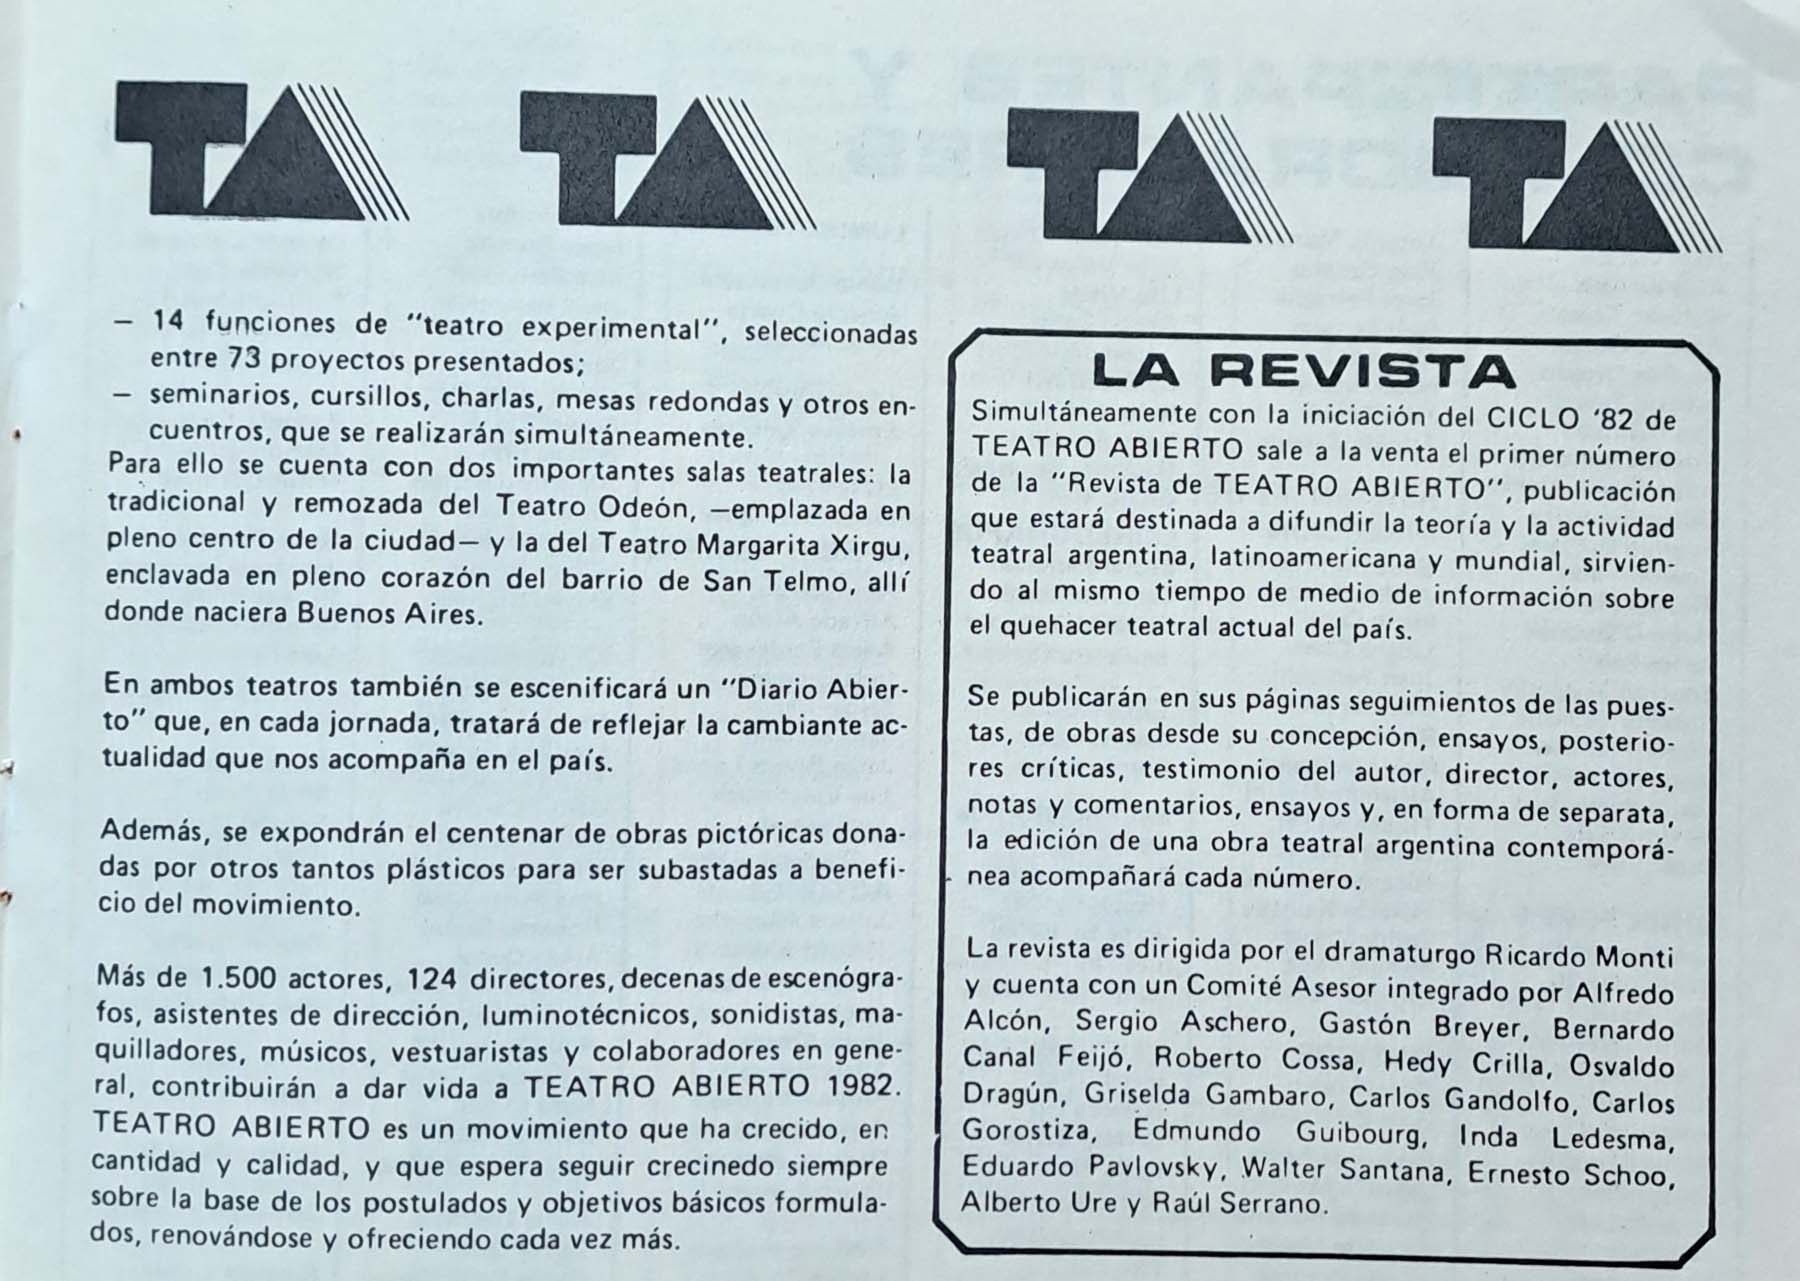 TA TA TA TA
— 14 funciones de "teatro experimental", seleccionadas
entre 73 proyectos presentados;
— seminarios, cursillos, charlas, mesas redondas y otros en-
cuentros, que se realizarán simultáneamente.
Para ello se cuenta con dos importantes salas teatrales: la
tradicional y remozada del Teatro Odeón, —emplazada en
pleno centro de la ciudad— y la del Teatro Margarita Xirgu,
enclavada en pleno corazón del barrio de San Telmo, allí
donde naciera Buenos Aires.
En ambos teatros también se escenificará un "Diario Abier-
to" que, en cada jornada, tratará de reflejar la cambiante ac-
tualidad que nos acompaña en el país.
Además, se expondrán el centenar de obras pictóricas dona-
das por otros tantos plásticos para ser subastadas a benefi-
cio del movimiento.
Más de 1.500 actores, 124 directores, decenas de escenógra-
fos, asistentes de dirección, luminotécnicos, sonidistas, ma-
quilladores, músicos, vestuaristas y colaboradores en gene-
ral, contribuirán a dar vida a TEATRO ABIERTO 1982.
TEATRO ABIERTO es un movimiento que ha crecido, en
cantidad y calidad, y que espera seguir crecinedo siempre
sobre la base de los postulados y objetivos básicos formula-
dos, renovándose y ofreciendo cada vez más.
LA REVISTA
Simultáneamente con la iniciación del CICLO '82 de
TEATRO ABIERTO sale a la venta el primer número
de la "Revista de TEATRO ABIERTO", publicación
que estará destinada a difundir la teoría y la actividad
teatral argentina, latinoamericana y mundial, sirvien-
do al mismo tiempo de medio de información sobre
el quehacer teatral actual del país.
Se publicarán en sus páginas seguimientos de las pues-
tas, de obras desde su concepción, ensayos, posterio-
res críticas, testimonio del autor, director, actores,
notas y comentarios, ensayos y, en forma de separata,
la edición de una obra teatral argentina contemporá-
nea acompañará cada número.
La revista es dirigida por el dramaturgo Ricardo Monti
y cuenta con un Comité Asesor integrado por Alfredo
Alcón, Sergio Aschero, Gastón Breyer, Bernardo
Canal Feijó, Roberto Cossa, Hedy Crilla, Osvaldo
Dragún, Griselda Gambaro, Carlos Gandolfo, Carlos
Gorostiza, Edmundo Guibourg, Inda Ledesma,
Eduardo Pavlovsky, Walter Santana, Ernesto Schoo,
Alberto Ure y Raúl Serrano.